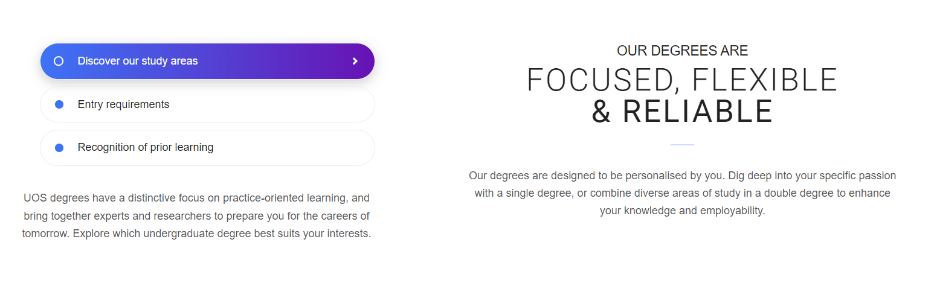 Discover our study areas
Entry requirements
Recognition of prior learning
UOS degrees have a distinctive focus on practice-oriented learning, and
bring together experts and researchers to prepare you for the careers of
tomorrow. Explore which undergraduate degree best suits your interests.
OUR DEGREES ARE
FOCUSED, FLEXIBLE
& RELIABLE
Our degrees are designed to be personalised by you. Dig deep into your specific passion
with a single degree, or combine diverse areas of study in a double degree to enhance
your knowledge and employability.